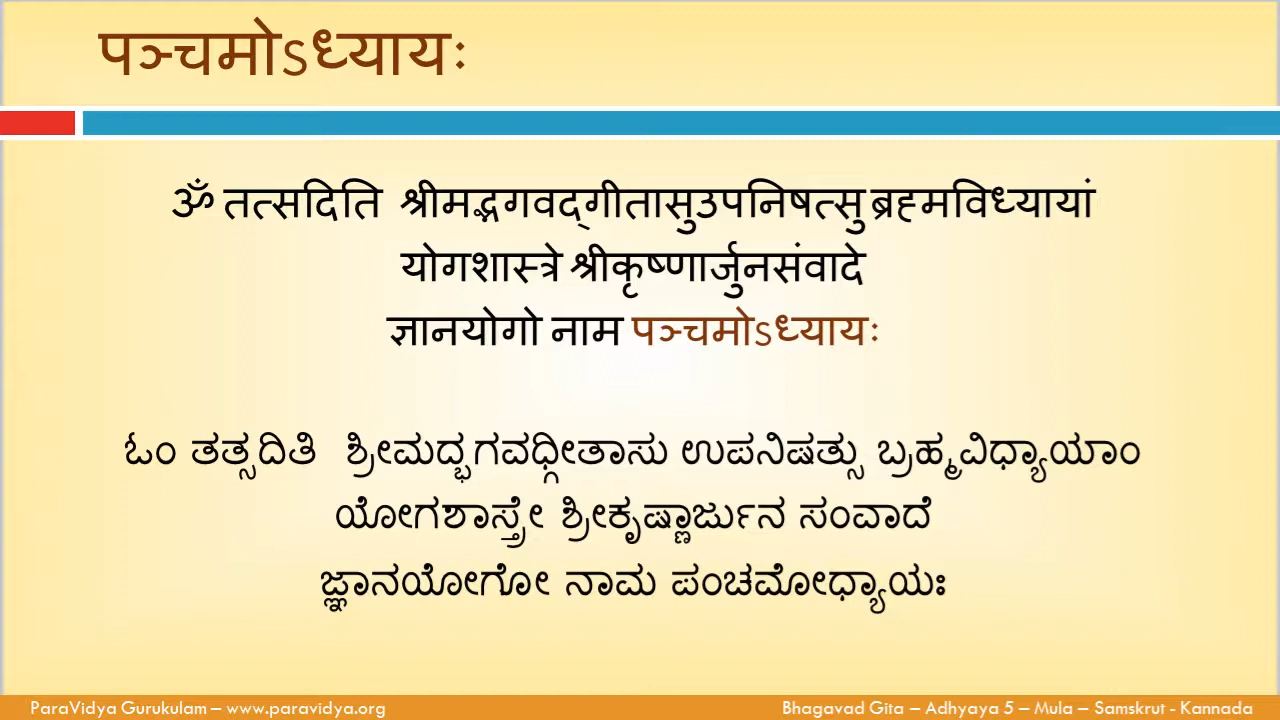 पञ्चमोऽध्यायः
ॐ तत्सदिति श्रीमद्भगवद्गीतासुउपनिषत्सु ब्रह्मविध्यायां
योगशास्त्रे श्रीकृष्णार्जुनसंवादे
ज्ञानयोगो नाम पञ्चमोऽध्यायः
ಓಂ ತತ್ಸದಿತಿ ಶ್ರೀಮದ್ಭಗವಧ್ಗೀತಾಸು ಉಪನಿಷತ್ಸು ಬ್ರಹ್ಮವಿಧ್ಯಾಯಾಂ
ಯೋಗಶಾಸ್ತ್ರೇ ಶ್ರೀಕೃಷ್ಣಾರ್ಜುನ ಸಂವಾದೆ
ಜ್ಞಾನಯೋಗೋ ನಾಮ ಪಂಚಮೋಧ್ಯಾಯಃ
ParaVidya Gurukulam – www.paravidya.org
Bhagavad Gita – Adhyaya 5 – Mula – Samskrut - Kannada